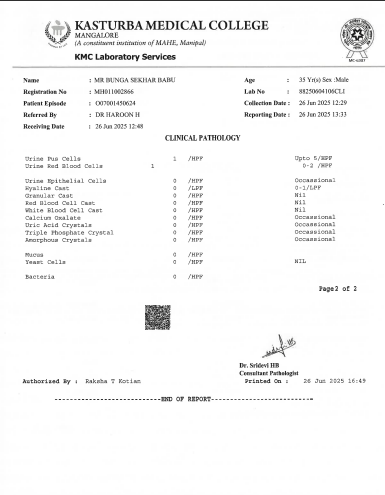 KASTURBA MEDICAL COLLEGE
MANGALORE
(A constituent institution of MAHE, Manipal)
KMC Laboratory Services
MC-6387
Name : MR BUNGA SEKHAR BABU Age : 35 Yr(s) Sex :Male
Registration No : MH011002866 Lab No : 88250604106CLI
Patient Episode : O07001450624 Collection Date : 26 Jun 2025 12:29
Referred By : DR HAROON H Reporting Date : 26 Jun 2025 13:33
Receiving Date : 26 Jun 2025 12:48
CLINICAL PATHOLOGY
Urine Pus Cells 1 /HPF Upto 5/HPF
Urine Red Blood Cells 1 0-2 /HPF
Urine Epithelial Cells 0 /HPF Occassional
Hyaline Cast 0 /LPF 0-1/LPF
Granular Cast 0 /HPF Nil
Red Blood Cell Cast 0 /HPF Nil
White Blood Cell Cast 0 /HPF Nil
Calcium Oxalate 0 /HPF Occassional
Uric Acid Crystals 0 /HPF Occassional
Triple Phosphate Crystal 0 /HPF Occassional
Amorphous Crystals 0 /HPF Occassional
Mucus 0 /HPF
Yeast Cells 0 /HPF NIL
Bacteria 0 /HPF
Page 2 of 2
Dr. Sridevi HB
Consultant Pathologist
Authorized By : Raksha T Kotian Printed On : 26 Jun 2025 16:49
---------------------------END OF REPORT--------------------------